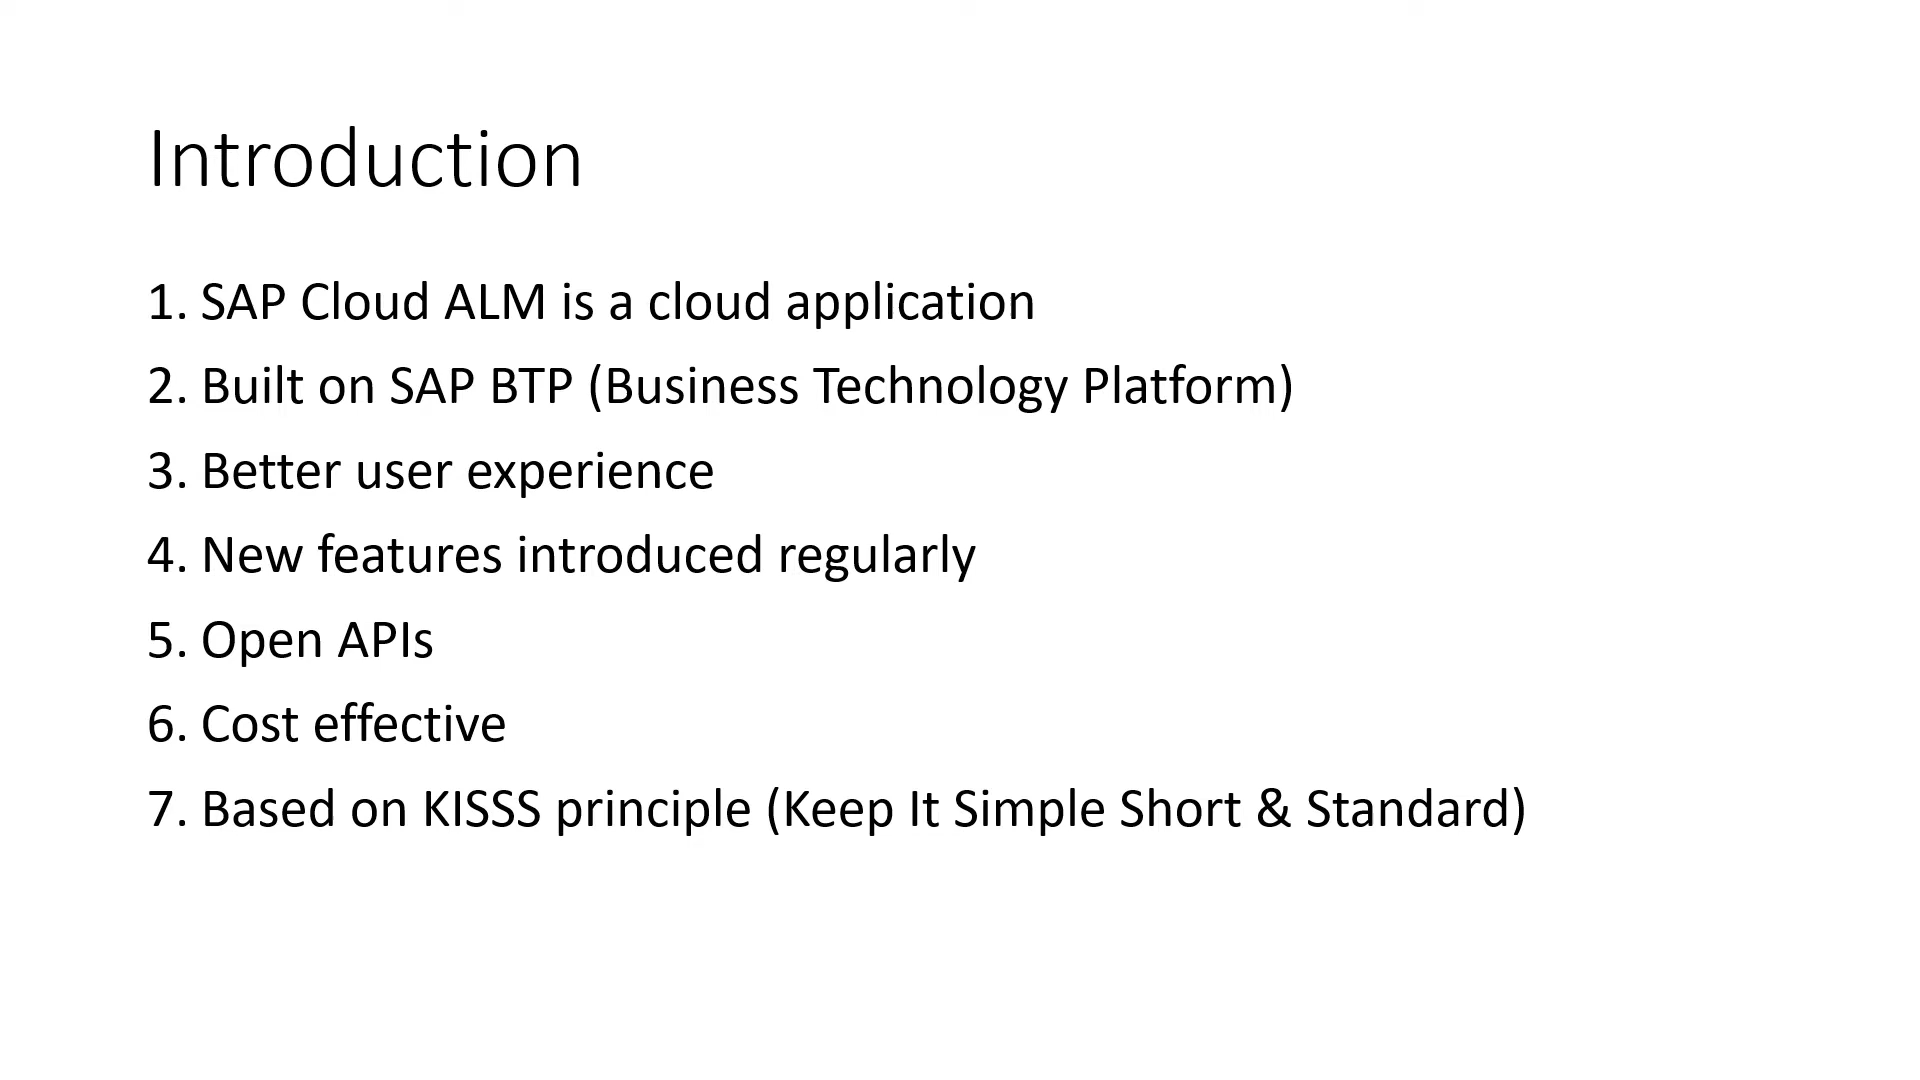 Introduction
1. SAP Cloud ALM is a cloud application
2. Built on SAP BTP (Business Technology Platform)
3. Better user experience
4. New features introduced regularly
5. Open APIs
6. Cost effective
7. Based on KISSS principle (Keep It Simple Short & Standard)